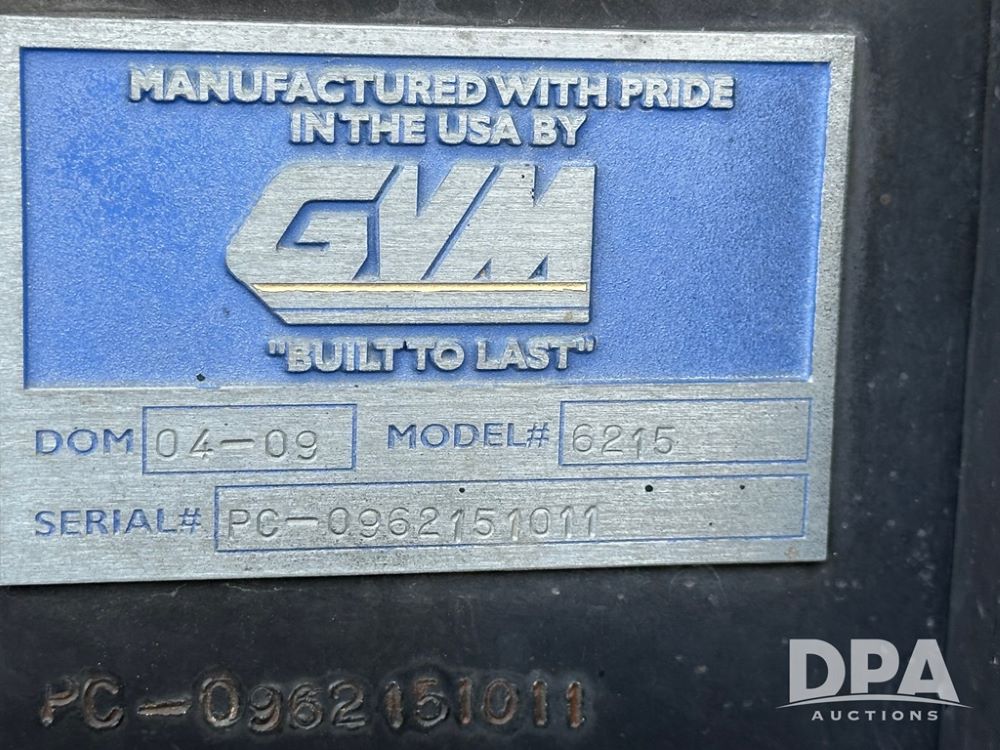 MANUFACTURED WITH PRIDE
IN THE USA BY
GVM
"BUILT TO LAST"
DOM 04-09 MODEL# 6215
SERIAL# PC-0962151011
PC-0962151011
DPA
AUCTIONS